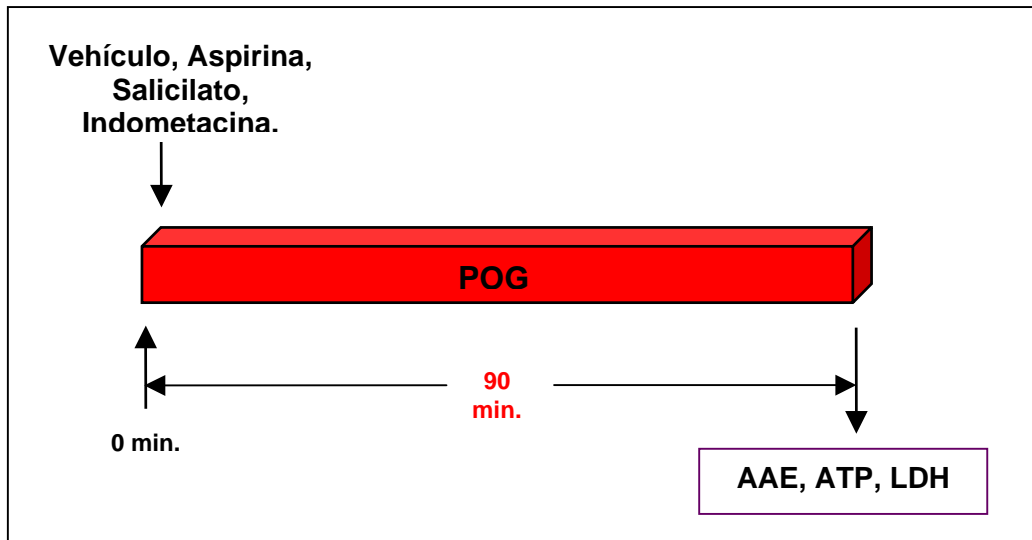 Vehículo, Aspirina,
Salicilato,
Indometacina.
POG
90
min.
0 min.
AAE, ATP, LDH